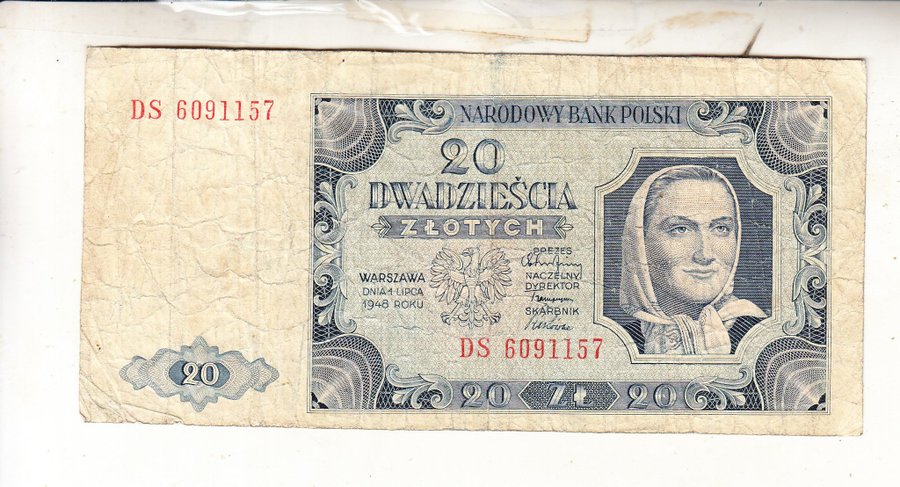 DS 6091157
NARODOWY BANK POLSKI
20
DWADZIEŚCIA
ZŁOTYCH
WARSZAWA
DNIA 1 LIPCA
1948 ROKU
PREZES
NACZELNY
DYREKTOR
SKARBNIK
DS 6091157
20
20 ZŁ 20